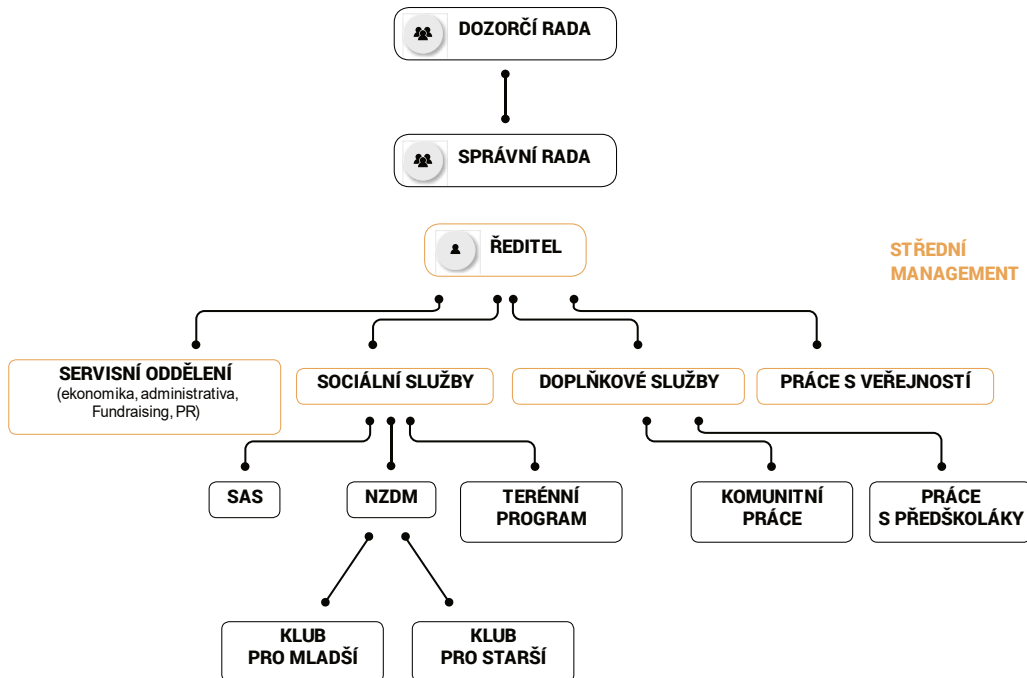 DOZORČÍ RADA
SPRÁVNÍ RADA
ŘEDITEL
STŘEDNÍ
MANAGEMENT
SERVISNÍ ODDĚLENÍ
(ekonomika, administrativa,
Fundraising, PR)
SOCIÁLNÍ SLUŽBY
DOPLŇKOVÉ SLUŽBY
PRÁCE S VEŘEJNOSTÍ
SAS
NZDM
TERÉNNÍ
PROGRAM
KOMUNITNÍ
PRÁCE
PRÁCE
S PŘEDŠKOLÁKY
KLUB
PRO MLADŠÍ
KLUB
PRO STARŠÍ